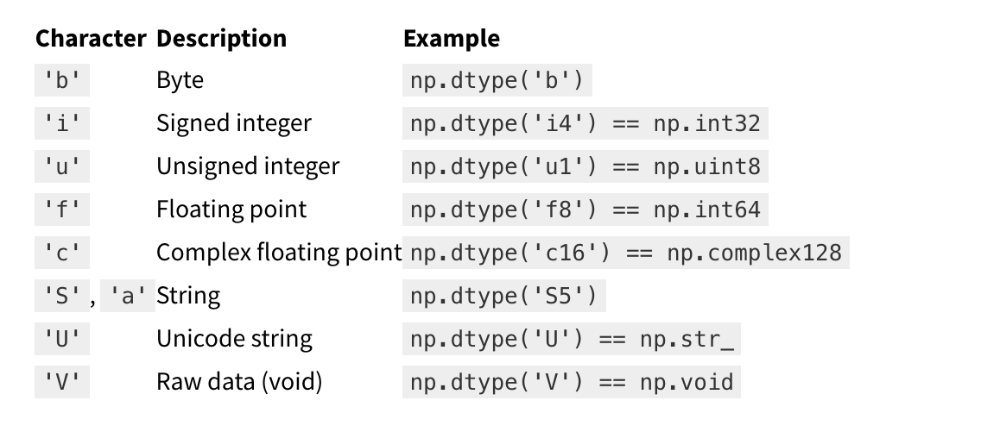 Character Description Example
'b' Byte np.dtype('b')
'i' Signed integer np.dtype('i4') == np.int32
'u' Unsigned integer np.dtype('u1') == np.uint8
'f' Floating point np.dtype('f8') == np.int64
'c' Complex floating point np.dtype('c16') == np.complex128
'S', 'a' String np.dtype('S5')
'U' Unicode string np.dtype('U') == np.str_
'V' Raw data (void) np.dtype('V') == np.void